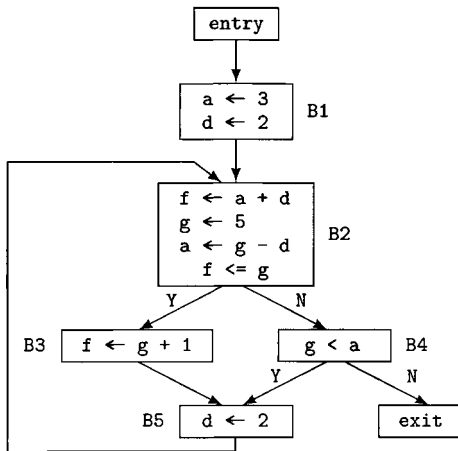 entry
a ← 3
d ← 2
B1
f ← a + d
g ← 5
a ← g - d
f <= g
B2
Y
N
B3
f ← g + 1
g < a
B4
Y
N
B5
d ← 2
exit